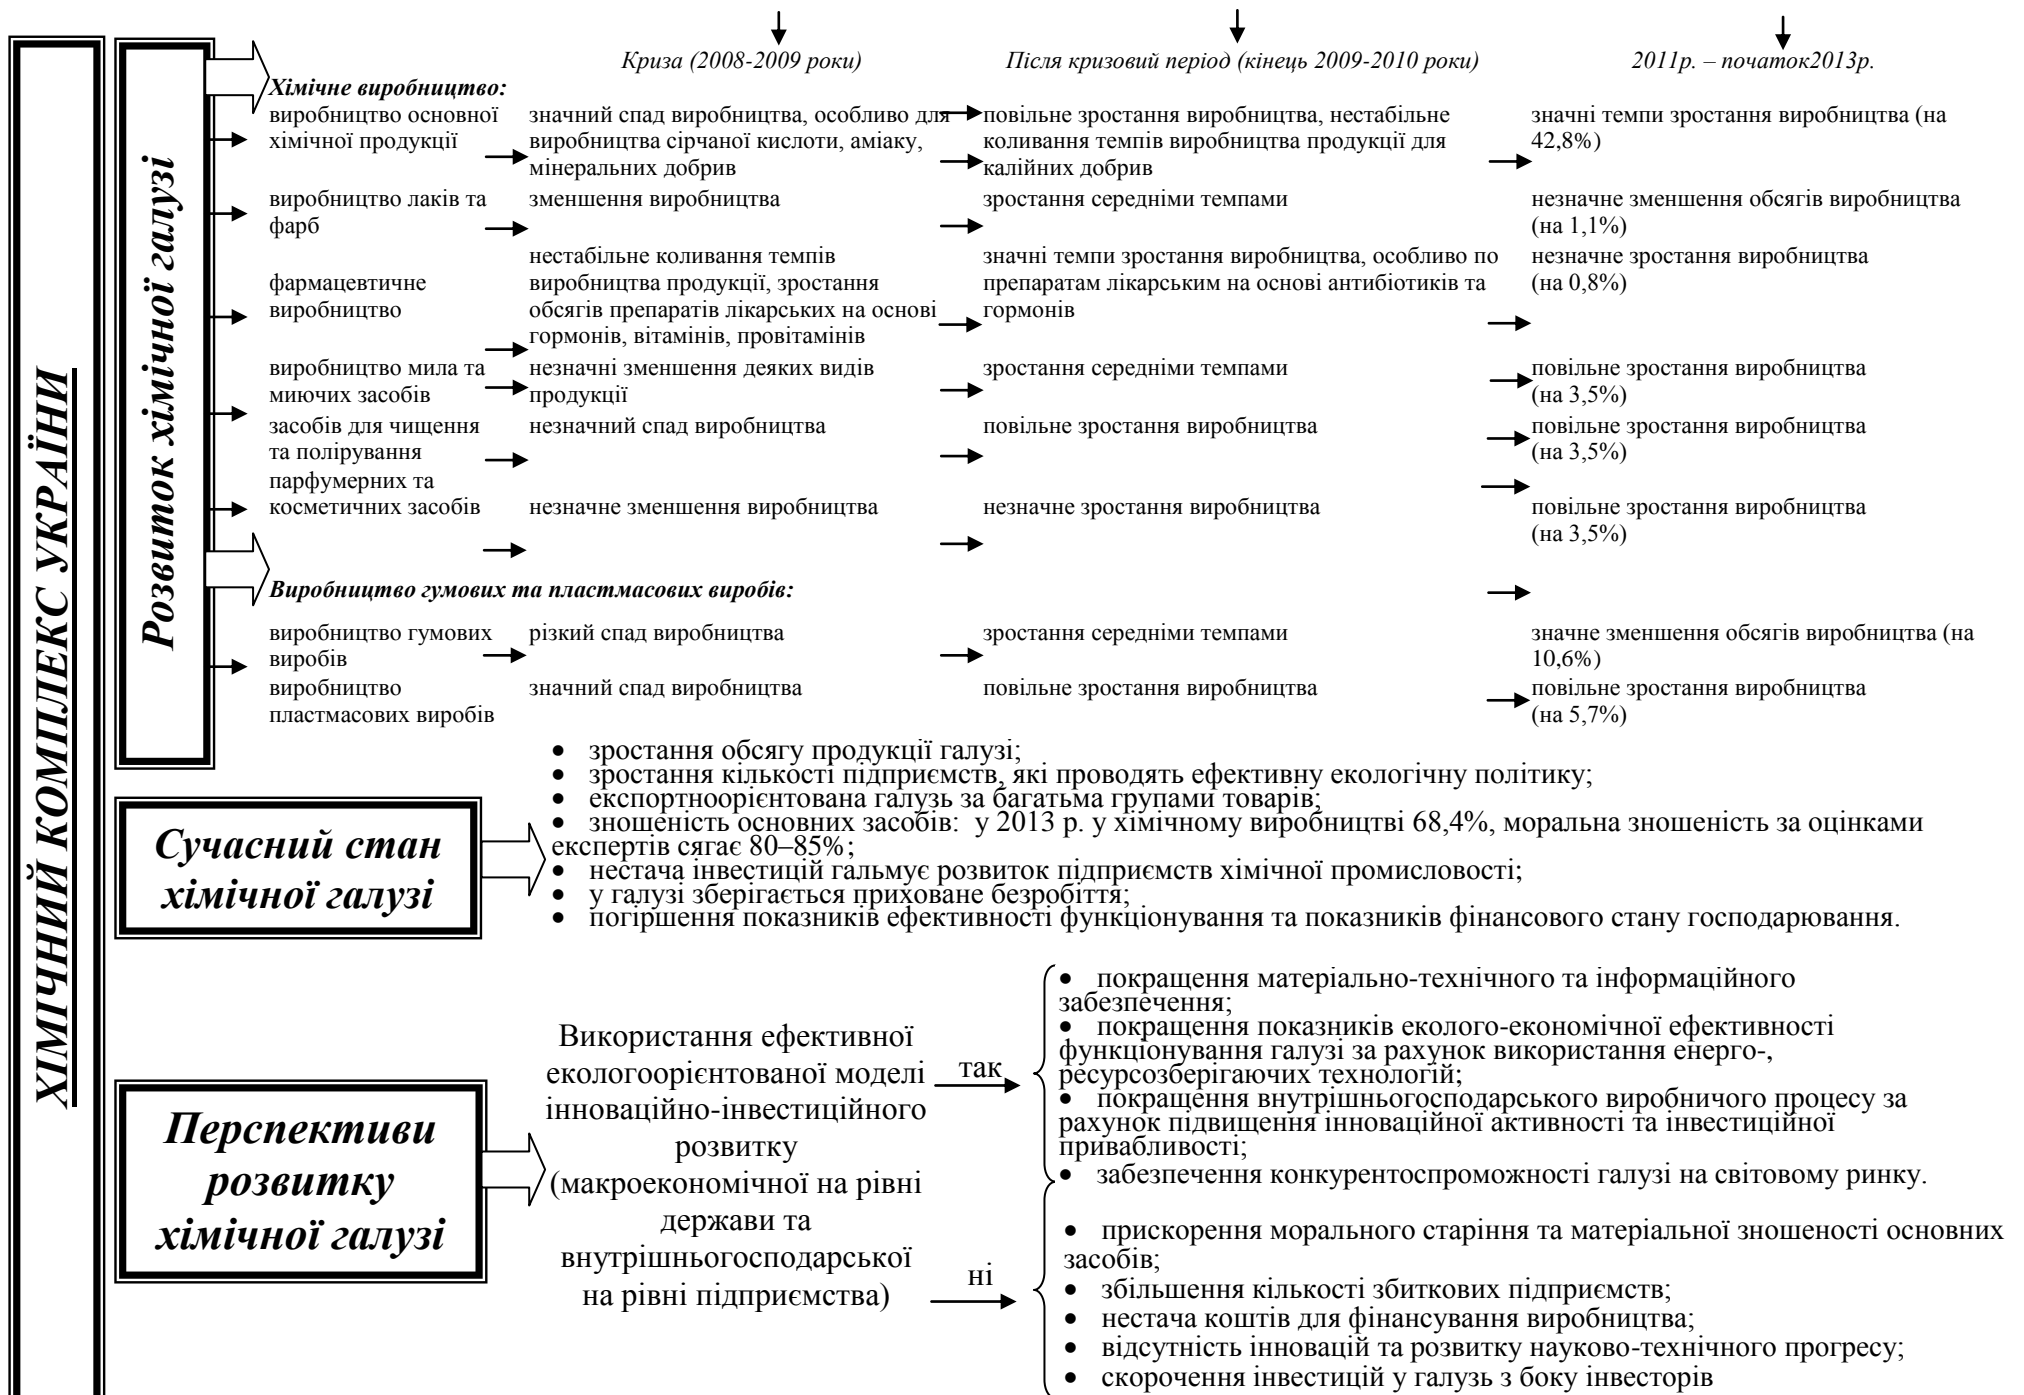 ХІМІЧНИЙ КОМПЛЕКС УКРАЇНИ
Розвиток хімічної галузі
Криза (2008-2009 роки)
Після кризовий період (кінець 2009-2010 роки)
2011р. – початок2013р.
Хімічне виробництво:
виробництво основної
хімічної продукції
значний спад виробництва, особливо для
виробництва сірчаної кислоти, аміаку,
мінеральних добрив
повільне зростання виробництва, нестабільне
коливання темпів виробництва продукції для
калійних добрив
значні темпи зростання виробництва (на
42,8%)
виробництво лаків та
фарб
зменшення виробництва
зростання середніми темпами
незначне зменшення обсягів виробництва
(на 1,1%)
фармацевтичне
виробництво
нестабільне коливання темпів
виробництва продукції, зростання
обсягів препаратів лікарських на основі
гормонів, вітамінів, провітамінів
значні темпи зростання виробництва, особливо по
препаратам лікарським на основі антибіотиків та
гормонів
незначне зростання виробництва
(на 0,8%)
виробництво мила та
миючих засобів
незначні зменшення деяких видів
продукції
зростання середніми темпами
повільне зростання виробництва
(на 3,5%)
засобів для чищення
та полірування
незначний спад виробництва
повільне зростання виробництва
повільне зростання виробництва
(на 3,5%)
парфумерних та
косметичних засобів
незначне зменшення виробництва
незначне зростання виробництва
повільне зростання виробництва
(на 3,5%)
Виробництво гумових та пластмасових виробів:
виробництво гумових
виробів
різкий спад виробництва
зростання середніми темпами
значне зменшення обсягів виробництва (на
10,6%)
виробництво
пластмасових виробів
значний спад виробництва
повільне зростання виробництва
повільне зростання виробництва
(на 5,7%)
Сучасний стан
хімічної галузі
• зростання обсягу продукції галузі;
• зростання кількості підприємств, які проводять ефективну екологічну політику;
• експортноорієнтована галузь за багатьма групами товарів;
• зношеність основних засобів: у 2013 р. у хімічному виробництві 68,4%, моральна зношеність за оцінками
експертів сягає 80–85%;
• нестача інвестицій гальмує розвиток підприємств хімічної промисловості;
• у галузі зберігається приховане безробіття;
• погіршення показників ефективності функціонування та показників фінансового стану господарювання.
Перспективи
розвитку
хімічної галузі
Використання ефективної
екологоорієнтованої моделі
інноваційно-інвестиційного
розвитку
(макроекономічної на рівні
держави та
внутрішньогосподарської
на рівні підприємства)
так
• покращення матеріально-технічного та інформаційного
забезпечення;
• покращення показників еколого-економічної ефективності
функціонування галузі за рахунок використання енерго-,
ресурсозберігаючих технологій;
• покращення внутрішньогосподарського виробничого процесу за
рахунок підвищення інноваційної активності та інвестиційної
привабливості;
• забезпечення конкурентоспроможності галузі на світовому ринку.
ні
• прискорення морального старіння та матеріальної зношеності основних
засобів;
• збільшення кількості збиткових підприємств;
• нестача коштів для фінансування виробництва;
• відсутність інновацій та розвитку науково-технічного прогресу;
• скорочення інвестицій у галузь з боку інвесторів